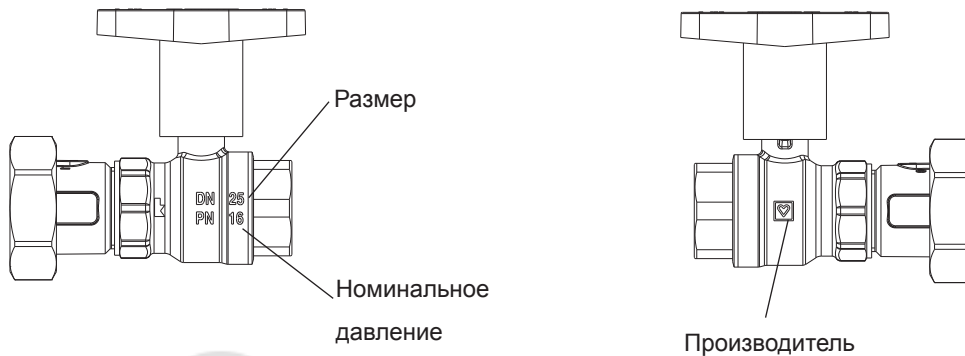 Размер
DN 25
PN 16
Номинальное
давление
Производитель